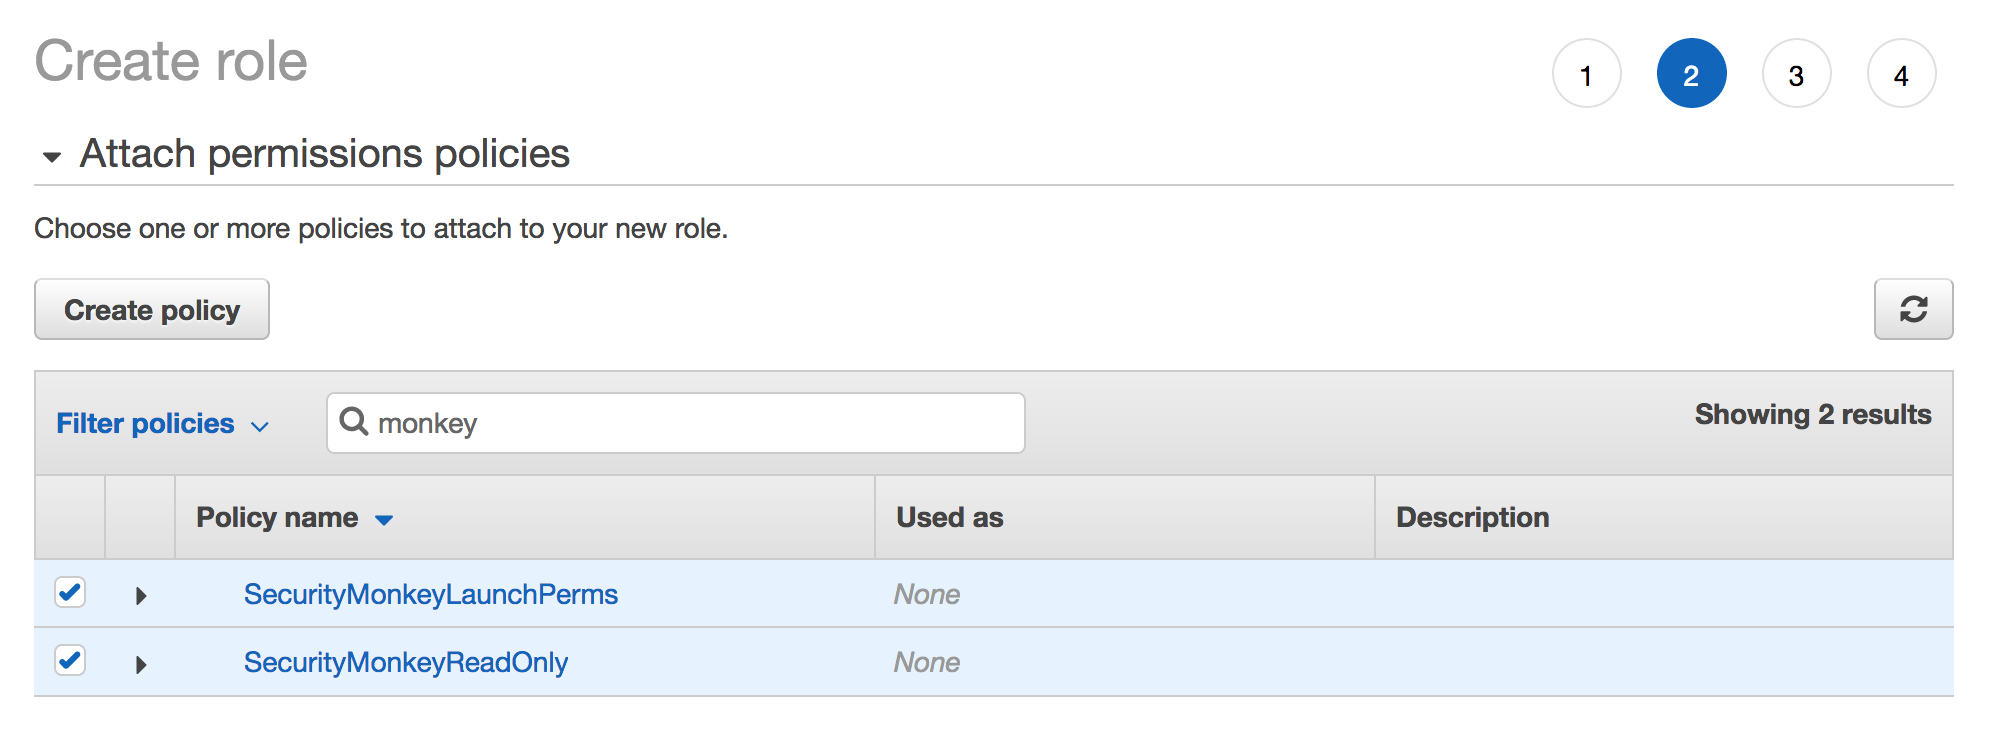 Create role
1 2 3 4
Attach permissions policies
Choose one or more policies to attach to your new role.
Create policy
Filter policies monkey Showing 2 results
Policy name Used as Description
SecurityMonkeyLaunchPerms None
SecurityMonkeyReadOnly None